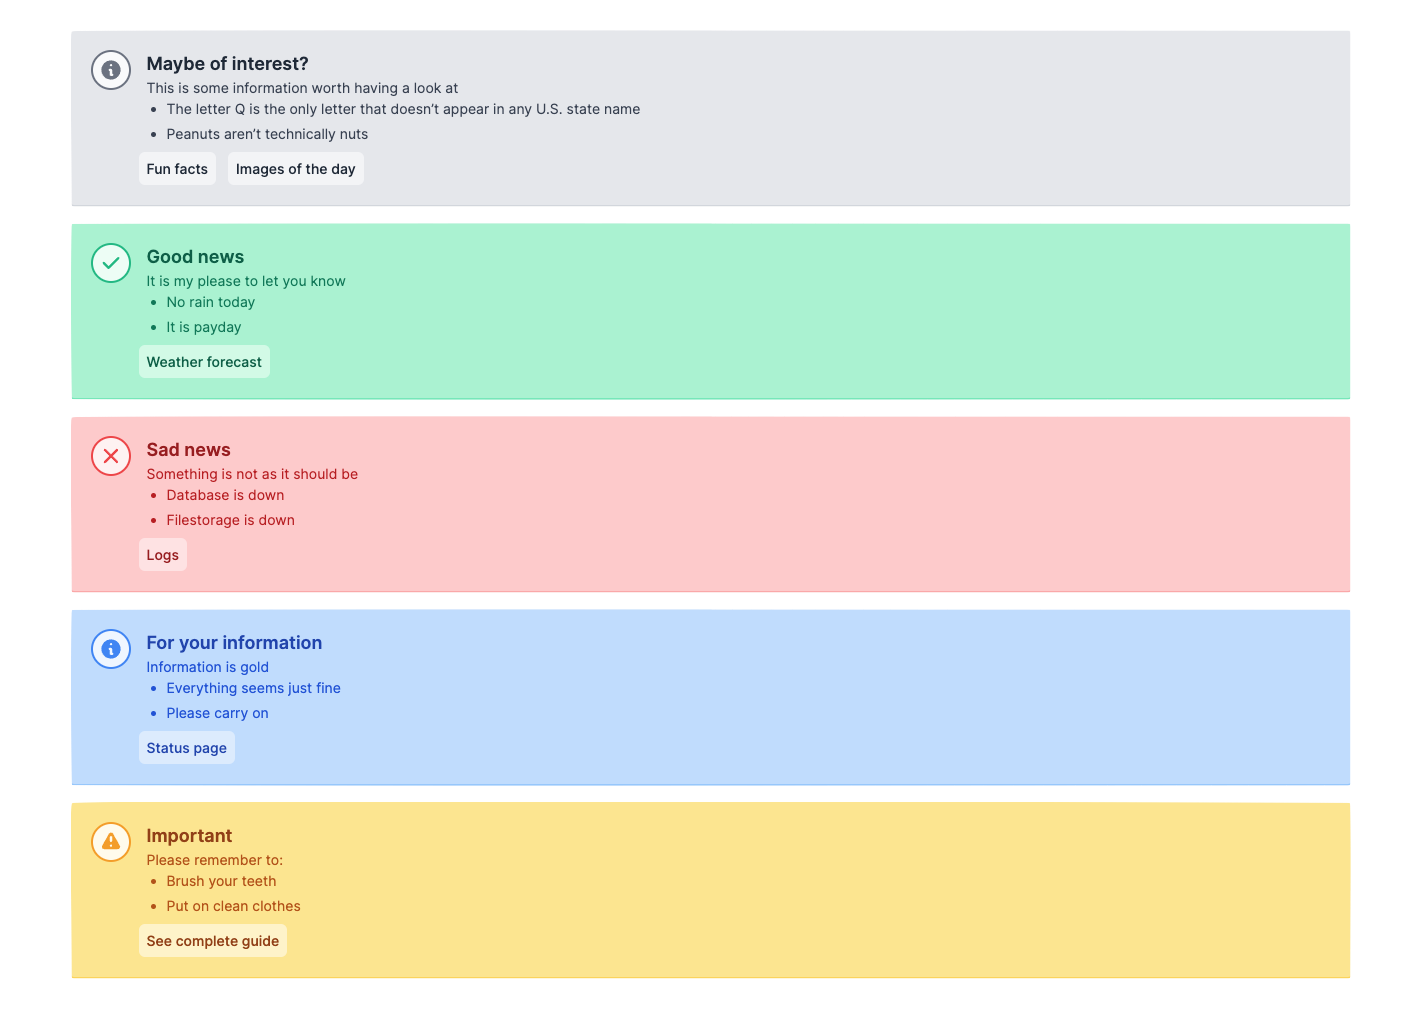 Maybe of interest?
This is some information worth having a look at
• The letter Q is the only letter that doesn’t appear in any U.S. state name
• Peanuts aren’t technically nuts
Fun facts Images of the day
Good news
It is my please to let you know
• No rain today
• It is payday
Weather forecast
Sad news
Something is not as it should be
• Database is down
• Filestorage is down
Logs
For your information
Information is gold
• Everything seems just fine
• Please carry on
Status page
Important
Please remember to:
• Brush your teeth
• Put on clean clothes
See complete guide